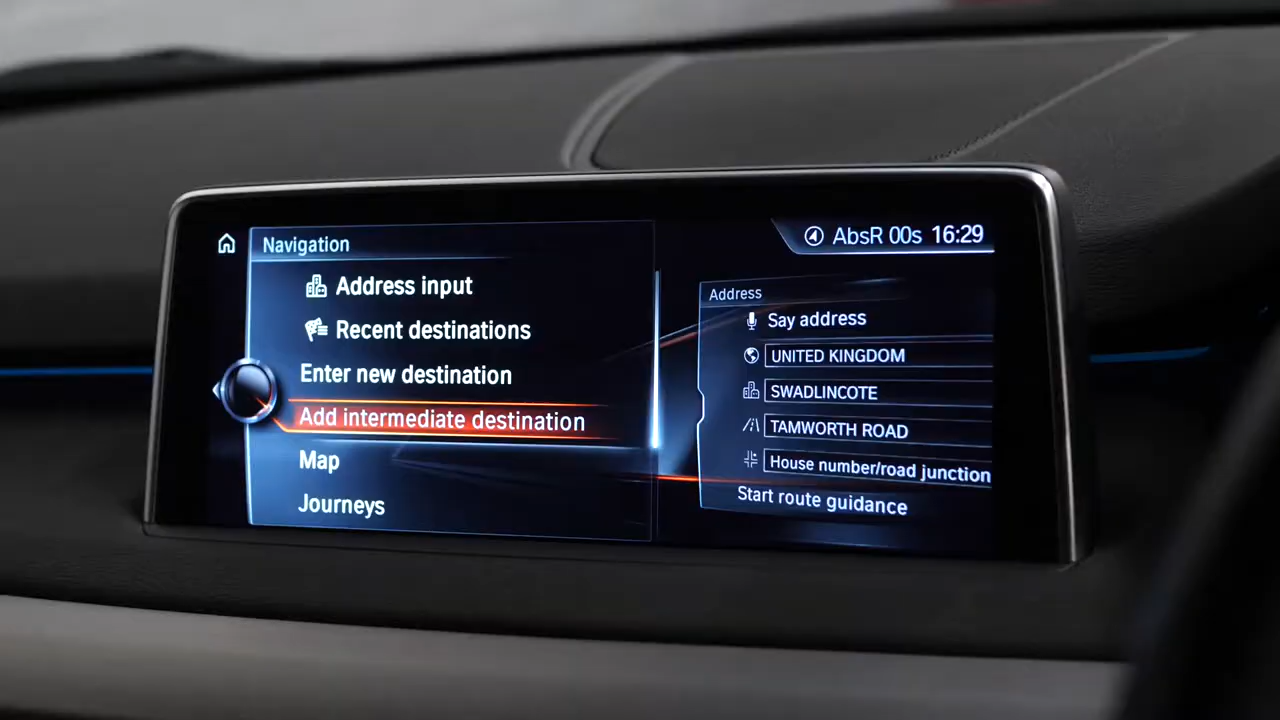 Navigation
Address input
Recent destinations
Enter new destination
Add intermediate destination
Map
Journeys
AbsR 00s 16:29
Address
Say address
UNITED KINGDOM
SWADLINCOTE
TAMWORTH ROAD
House number/road junction
Start route guidance